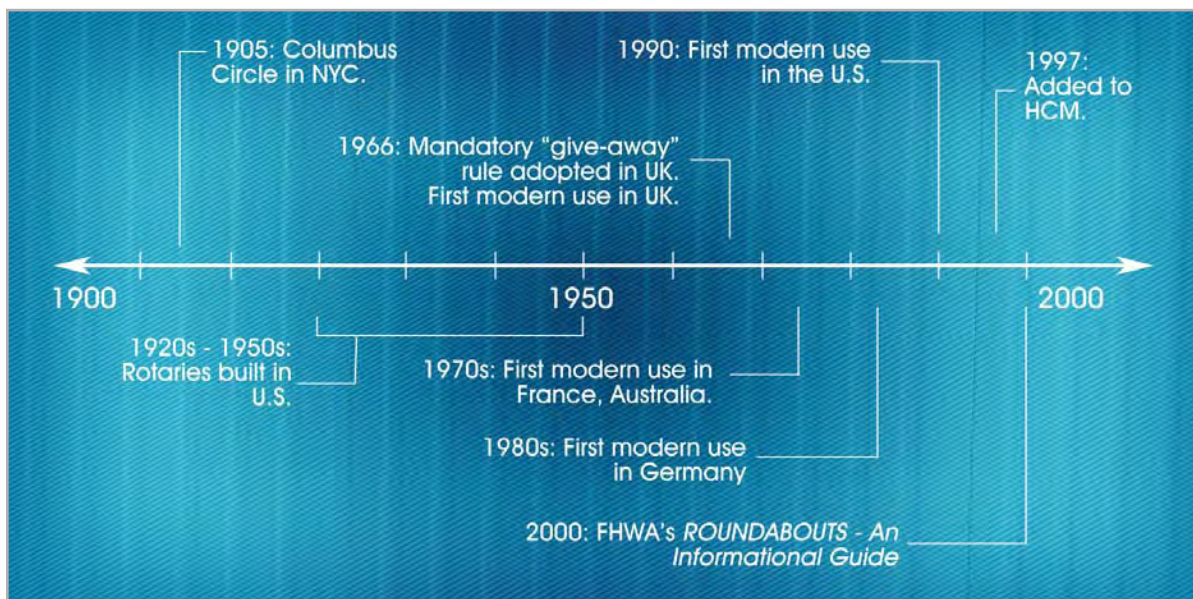 1905: Columbus
Circle in NYC.
1990: First modern use
in the U.S.
1997:
Added to
HCM.
1966: Mandatory “give-away”
rule adopted in UK.
First modern use in UK.
1900
1950
2000
1920s - 1950s:
Rotaries built in
U.S.
1970s: First modern use in
France, Australia.
1980s: First modern use
in Germany
2000: FHWA's ROUNDABOUTS - An
Informational Guide